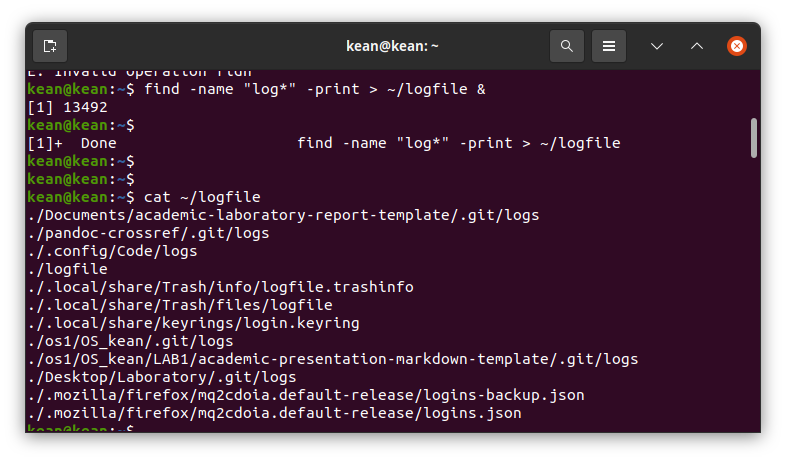 kean@kean: ~
E: Invalid operation find
kean@kean:~$ find -name "log*" -print > ~/logfile &
[1] 13492
kean@kean:~$
[1]+  Done                    find -name "log*" -print > ~/logfile
kean@kean:~$
kean@kean:~$
kean@kean:~$ cat ~/logfile
./Documents/academic-laboratory-report-template/.git/logs
./pandoc-crossref/.git/logs
./.config/Code/logs
./logfile
./.local/share/Trash/info/logfile.trashinfo
./.local/share/Trash/files/logfile
./.local/share/keyrings/login.keyring
./os1/OS_kean/.git/logs
./os1/OS_kean/LAB1/academic-presentation-markdown-template/.git/logs
./Desktop/Laboratory/.git/logs
./.mozilla/firefox/mq2cdoia.default-release/logins-backup.json
./.mozilla/firefox/mq2cdoia.default-release/logins.json
kean@kean:~$